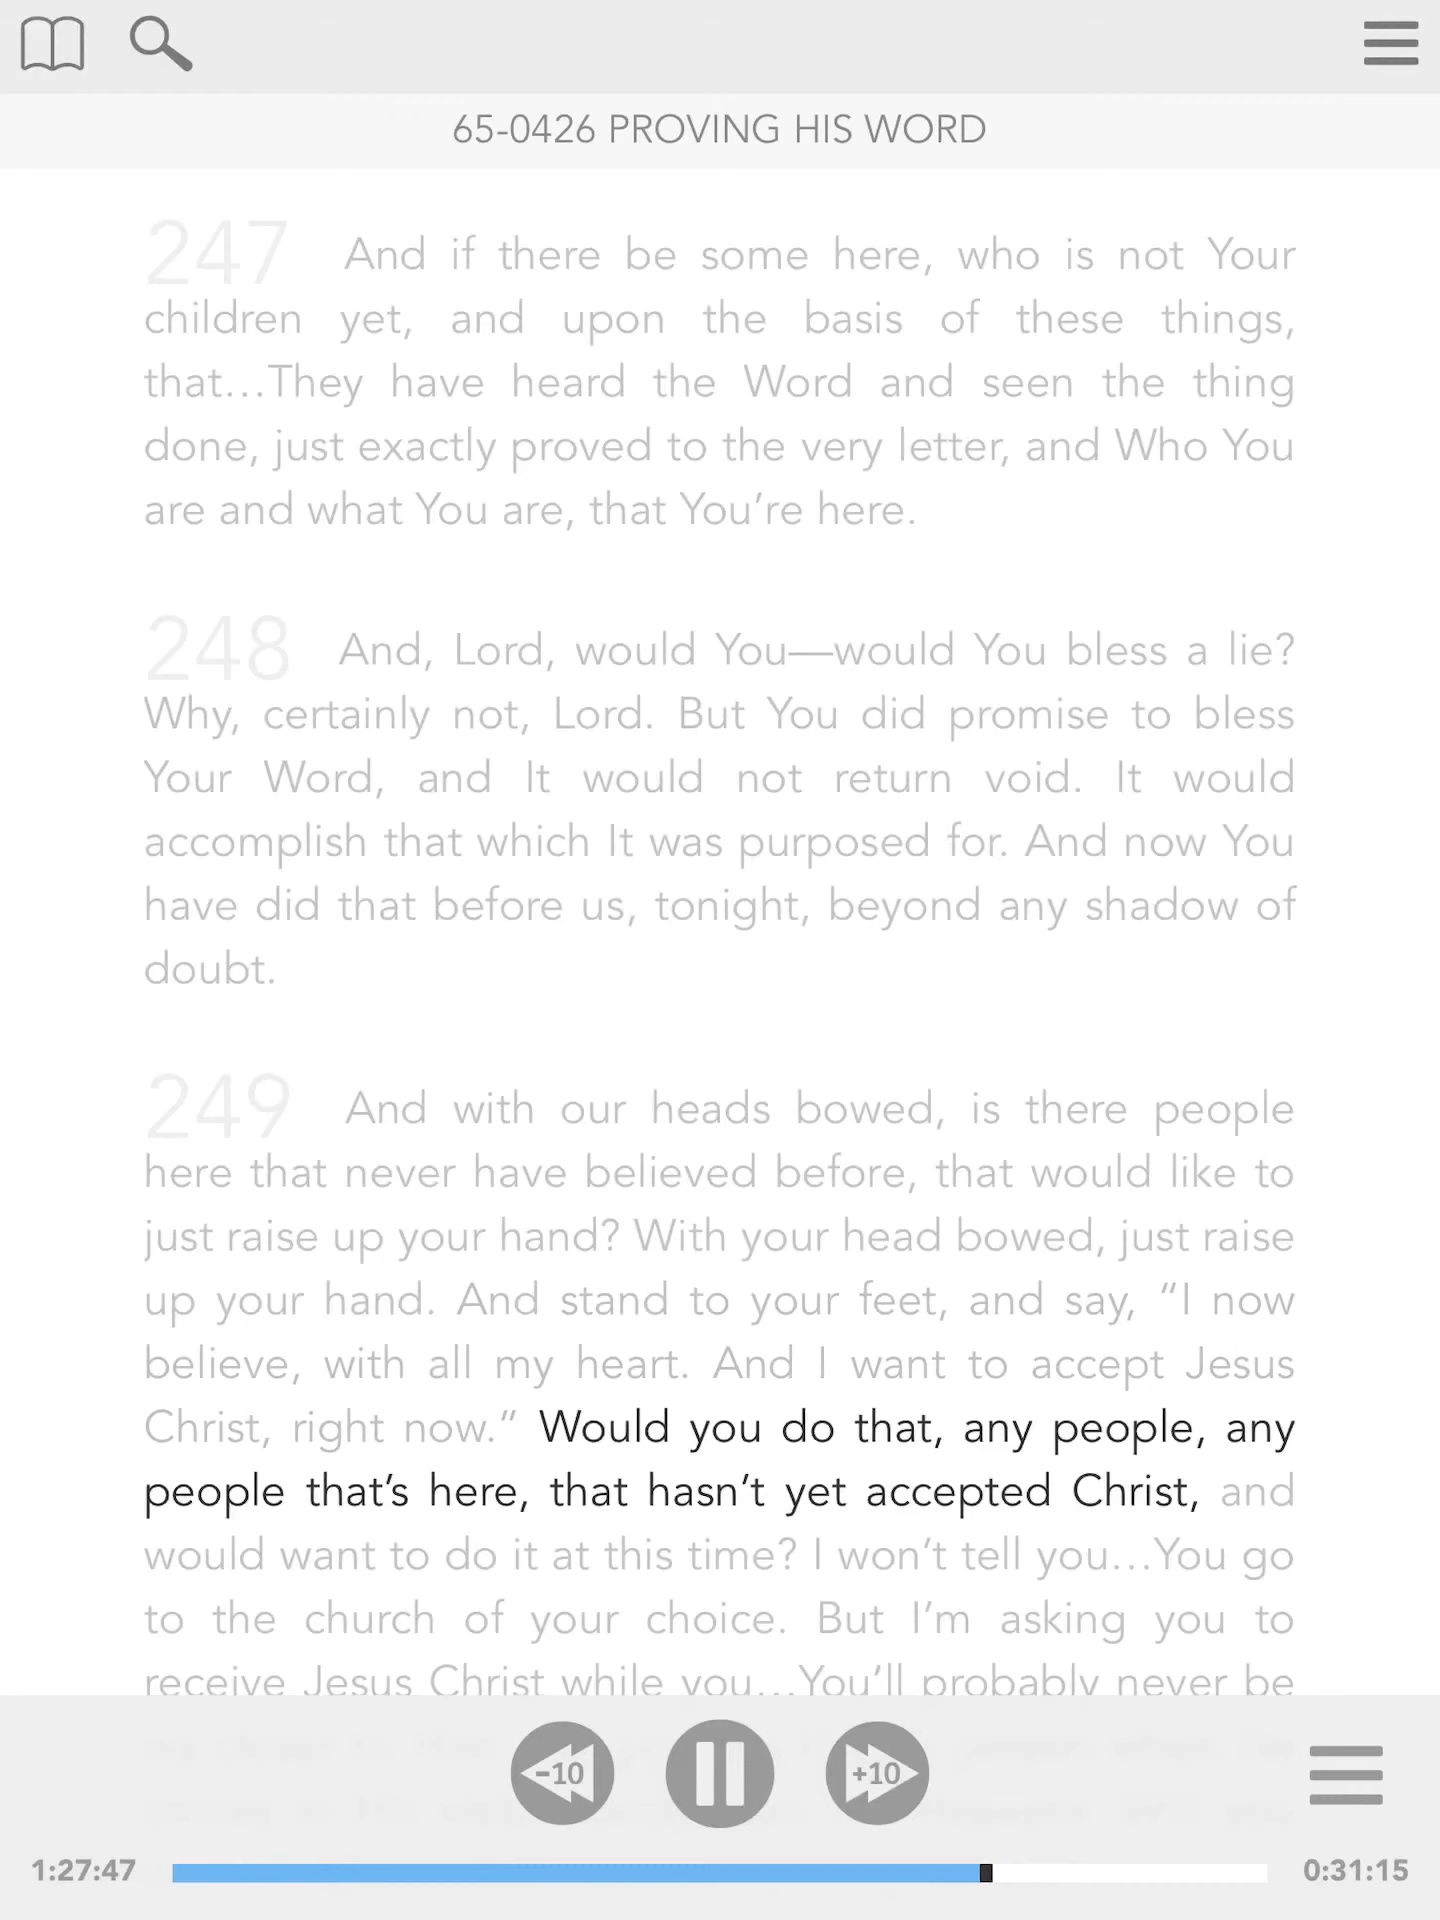 65-0426 PROVING HIS WORD
247 And if there be some here, who is not Your
children yet, and upon the basis of these things,
that…They have heard the Word and seen the thing
done, just exactly proved to the very letter, and Who You
are and what You are, that You’re here.
248 And, Lord, would You—would You bless a lie?
Why, certainly not, Lord. But You did promise to bless
Your Word, and It would not return void. It would
accomplish that which It was purposed for. And now You
have did that before us, tonight, beyond any shadow of
doubt.
249 And with our heads bowed, is there people
here that never have believed before, that would like to
just raise up your hand? With your head bowed, just raise
up your hand. And stand to your feet, and say, “I now
believe, with all my heart. And I want to accept Jesus
Christ, right now.” Would you do that, any people, any
people that’s here, that hasn’t yet accepted Christ, and
would want to do it at this time? I won’t tell you…You go
to the church of your choice. But I’m asking you to
receive Jesus Christ while you…You’ll probably never be
-10 +10
1:27:47 0:31:15